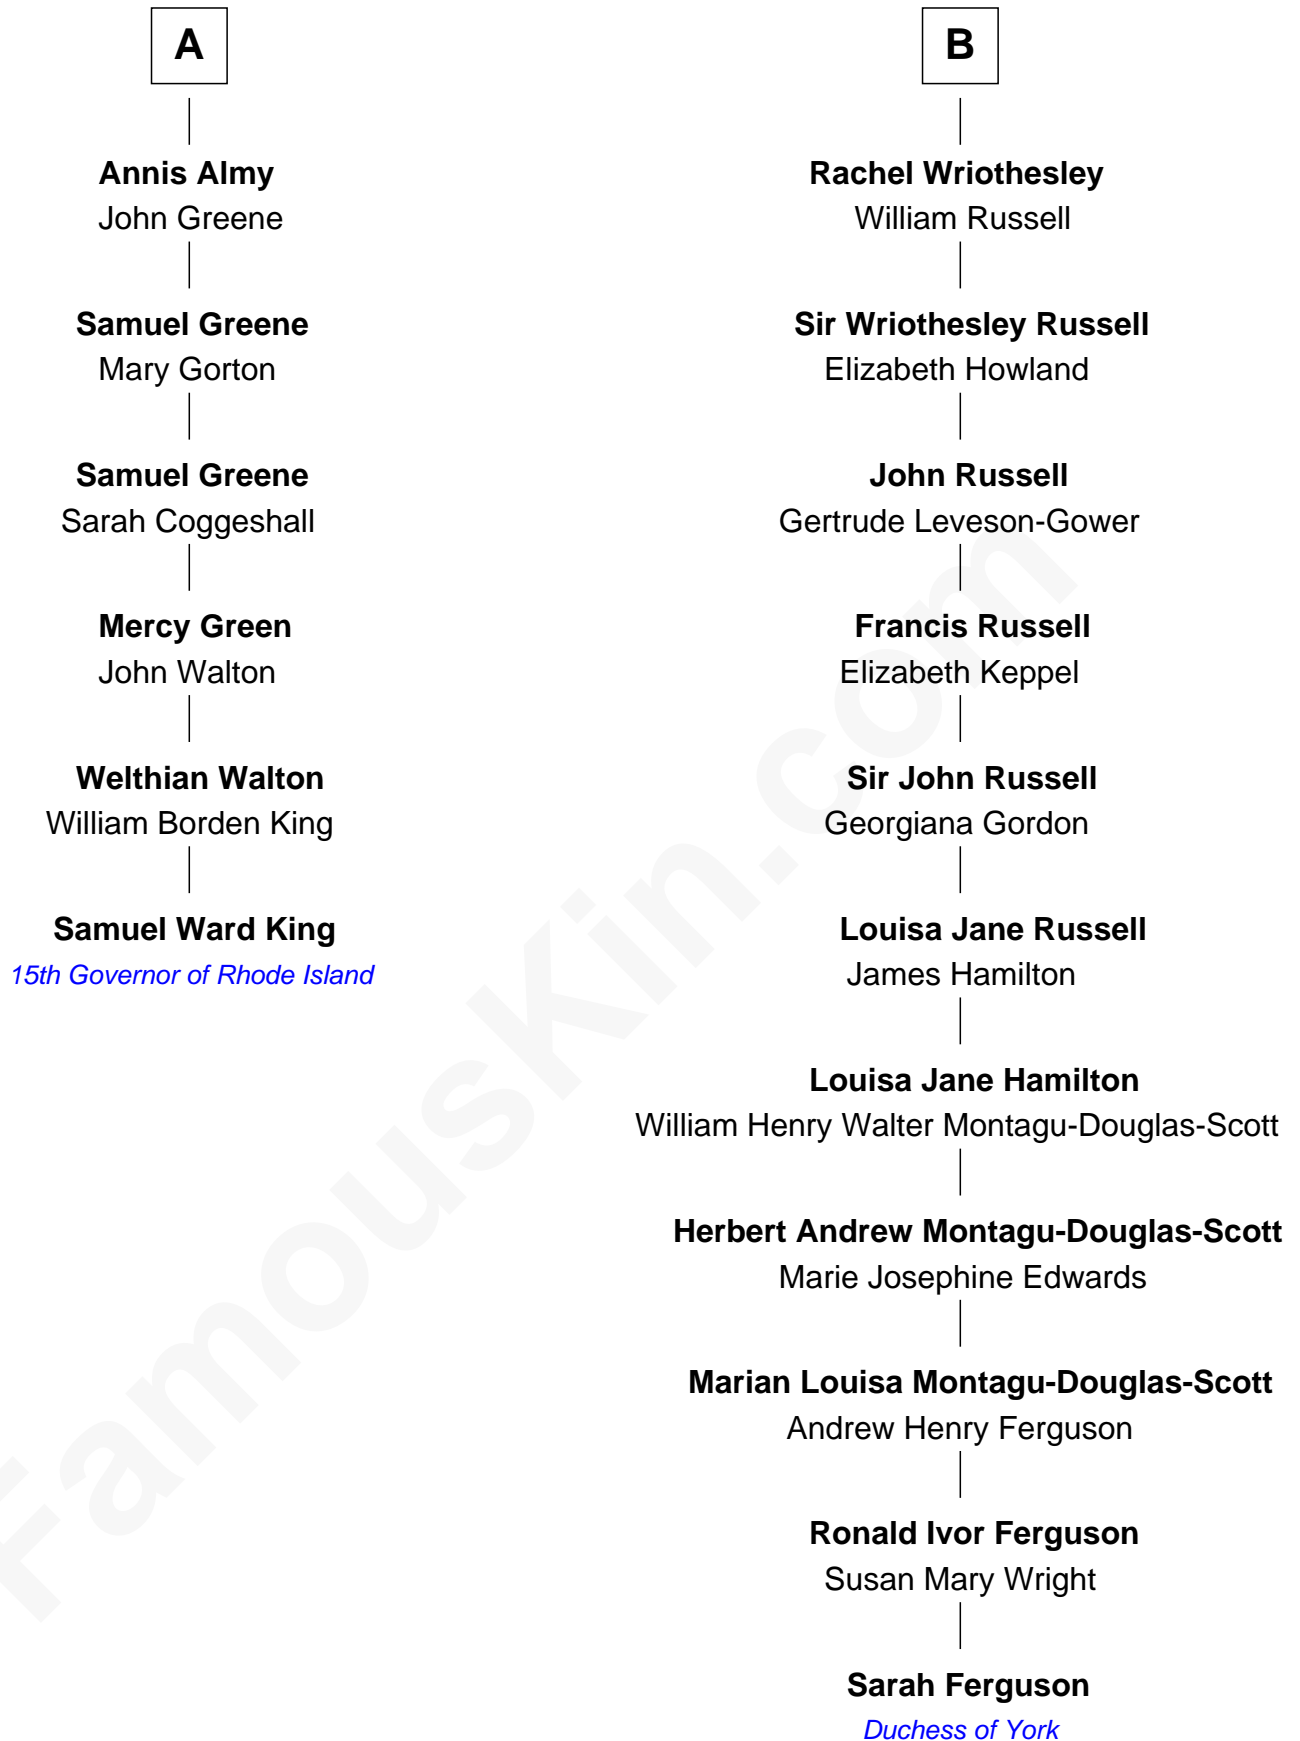 A
Annis Almy
John Greene
Samuel Greene
Mary Gorton
Samuel Greene
Sarah Coggeshall
Mercy Green
John Walton
Welthian Walton
William Borden King
Samuel Ward King
15th Governor of Rhode Island
B
Rachel Wriothesley
William Russell
Sir Wriothesley Russell
Elizabeth Howland
John Russell
Gertrude Leveson-Gower
Francis Russell
Elizabeth Keppel
Sir John Russell
Georgiana Gordon
Louisa Jane Russell
James Hamilton
Louisa Jane Hamilton
William Henry Walter Montagu-Douglas-Scott
Herbert Andrew Montagu-Douglas-Scott
Marie Josephine Edwards
Marian Louisa Montagu-Douglas-Scott
Andrew Henry Ferguson
Ronald Ivor Ferguson
Susan Mary Wright
Sarah Ferguson
Duchess of York
FamousKin.com